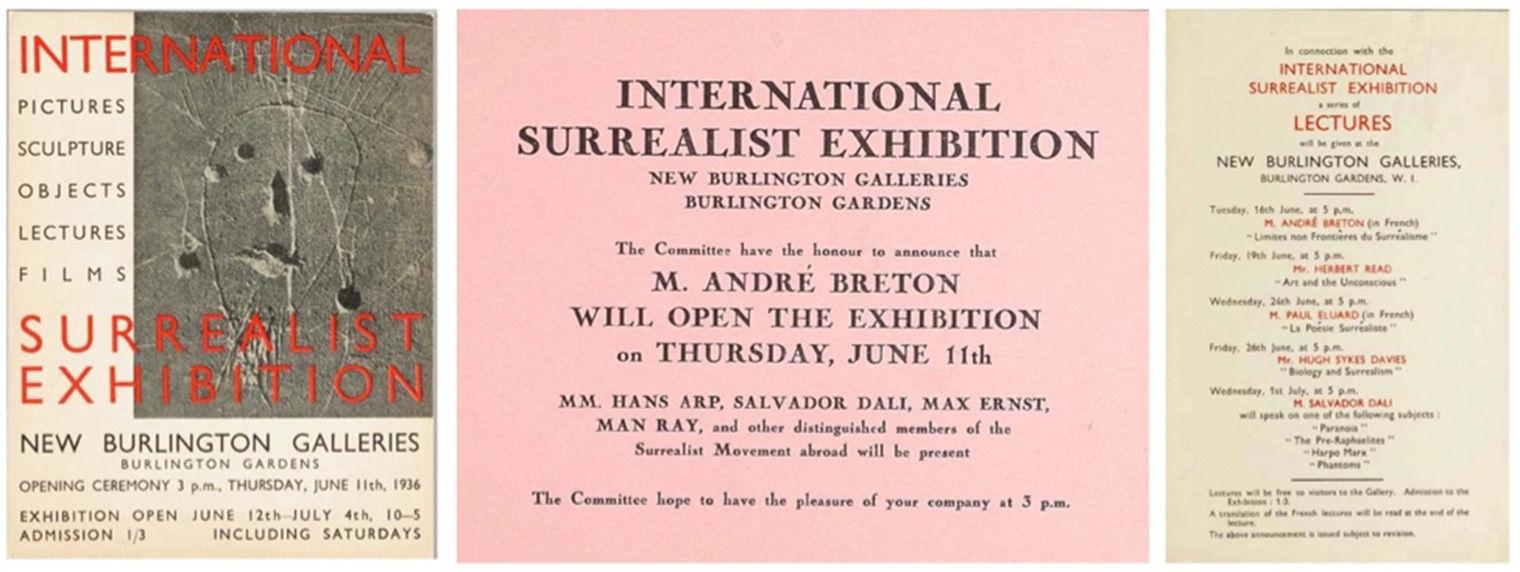 INTERNATIONAL
PICTURES
SCULPTURE
OBJECTS
LECTURES
FILMS
SURREALIST
EXHIBITION
NEW BURLINGTON GALLERIES
BURLINGTON GARDENS
OPENING CEREMONY 3 p.m., THURSDAY, JUNE 11th, 1936
EXHIBITION OPEN JUNE 12th—JULY 4th, 10—5
ADMISSION 1/3 INCLUDING SATURDAYS
INTERNATIONAL
SURREALIST EXHIBITION
NEW BURLINGTON GALLERIES
BURLINGTON GARDENS
The Committee have the honour to announce that
M. ANDRÉ BRETON
WILL OPEN THE EXHIBITION
on THURSDAY, JUNE 11th
MM. HANS ARP, SALVADOR DALI, MAX ERNST,
MAN RAY, and other distinguished members of the
Surrealist Movement abroad will be present
The Committee hope to have the pleasure of your company at 3 p.m.
In connection with the
INTERNATIONAL
SURREALIST EXHIBITION
a series of
LECTURES
will be given at the
NEW BURLINGTON GALLERIES,
BURLINGTON GARDENS, W. 1.
Tuesday, 16th June, at 5 p.m.
M. ANDRÉ BRETON (in French)
"Limites non Frontières du Surréalisme"
Friday, 19th June, at 5 p.m.
Mr. HERBERT READ
"Art and the Unconscious"
Wednesday, 24th June, at 5 p.m.
M. PAUL ELUARD (in French)
"La Poésie Surréaliste"
Friday, 26th June, at 5 p.m.
Mr. HUGH SYKES DAVIES
"Biology and Surrealism"
Wednesday, 1st July, at 5 p.m.
M. SALVADOR DALI
will speak on one of the following subjects :
"Paranoia"
"The Pre-Raphaelites"
"Harpo Marx"
"Phantoms"
Lectures will be free to visitors to the Gallery. Admission to the
Exhibition : 1/3.
A translation of the French lectures will be read at the end of the
lecture.
The above announcement is issued subject to revision.